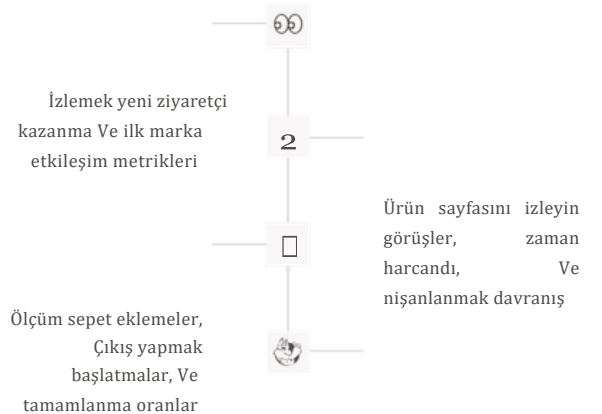 İzlemek yeni ziyaretçi
kazanma Ve ilk marka
etkileşim metrikleri
2
Ürün sayfasını izleyin
görüşler, zaman
harcandı, Ve
nişanlanmak davranış
Ölçüm sepet eklemeler,
Çıkış yapmak
başlatmalar, Ve
tamamlanma oranlar